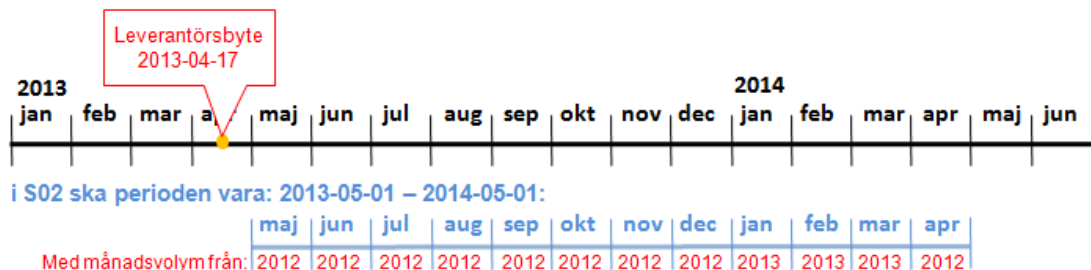 Leverantörsbyte
2013-04-17
2013 2014
jan feb mar apr maj jun jul aug sep okt nov dec jan feb mar apr maj jun
i S02 ska perioden vara: 2013-05-01 – 2014-05-01:
maj jun jul aug sep okt nov dec jan feb mar apr
Med månadsvolym från: 2012 2012 2012 2012 2012 2012 2012 2012 2013 2013 2013 2012